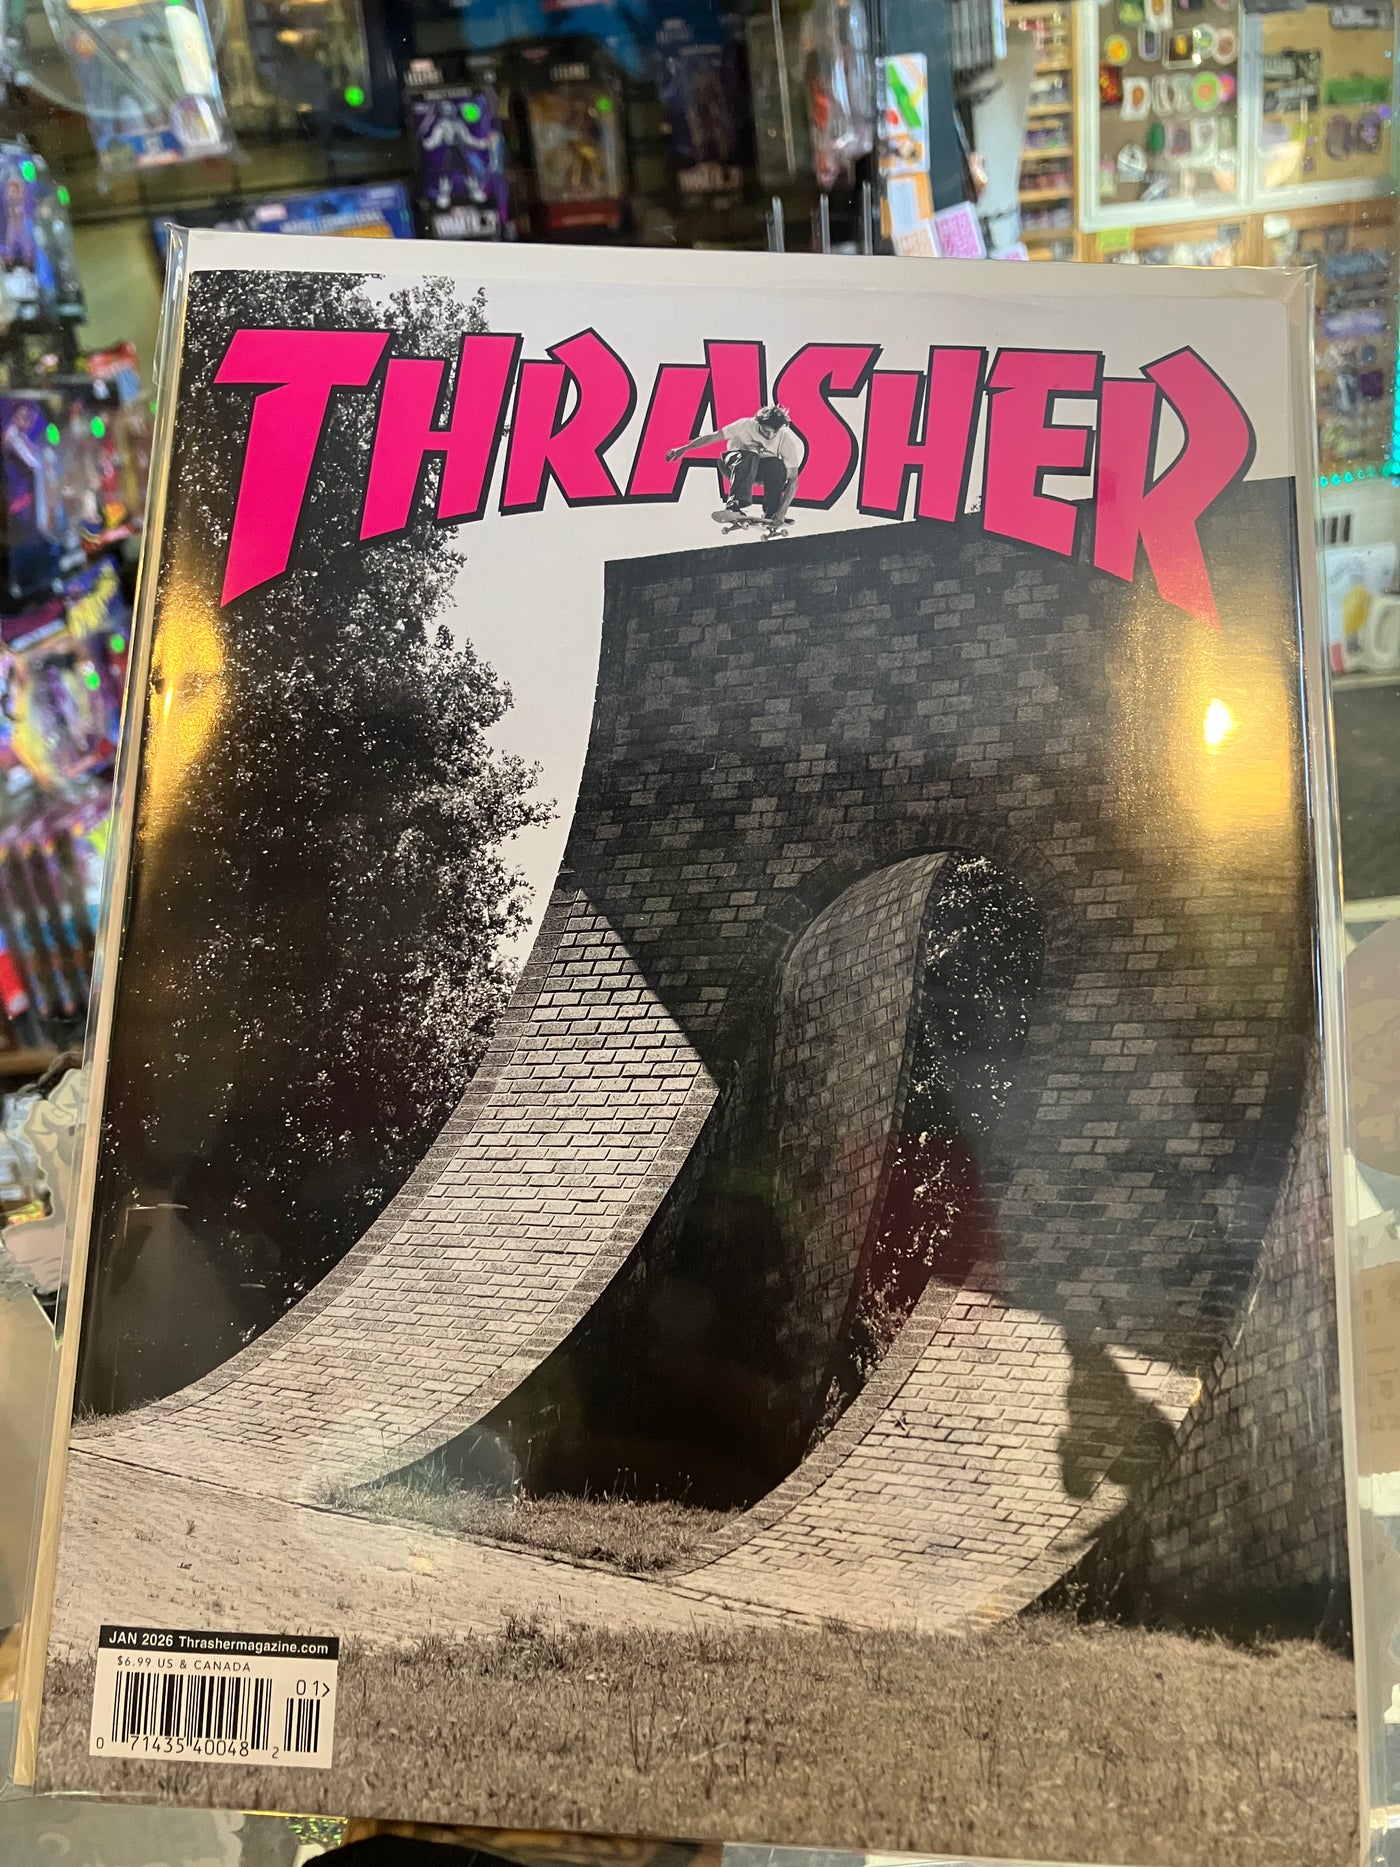 THRASHER
JAN 2026 Thrashermagazine.com
$6.99 US & CANADA
01>
0 71435 40048 2